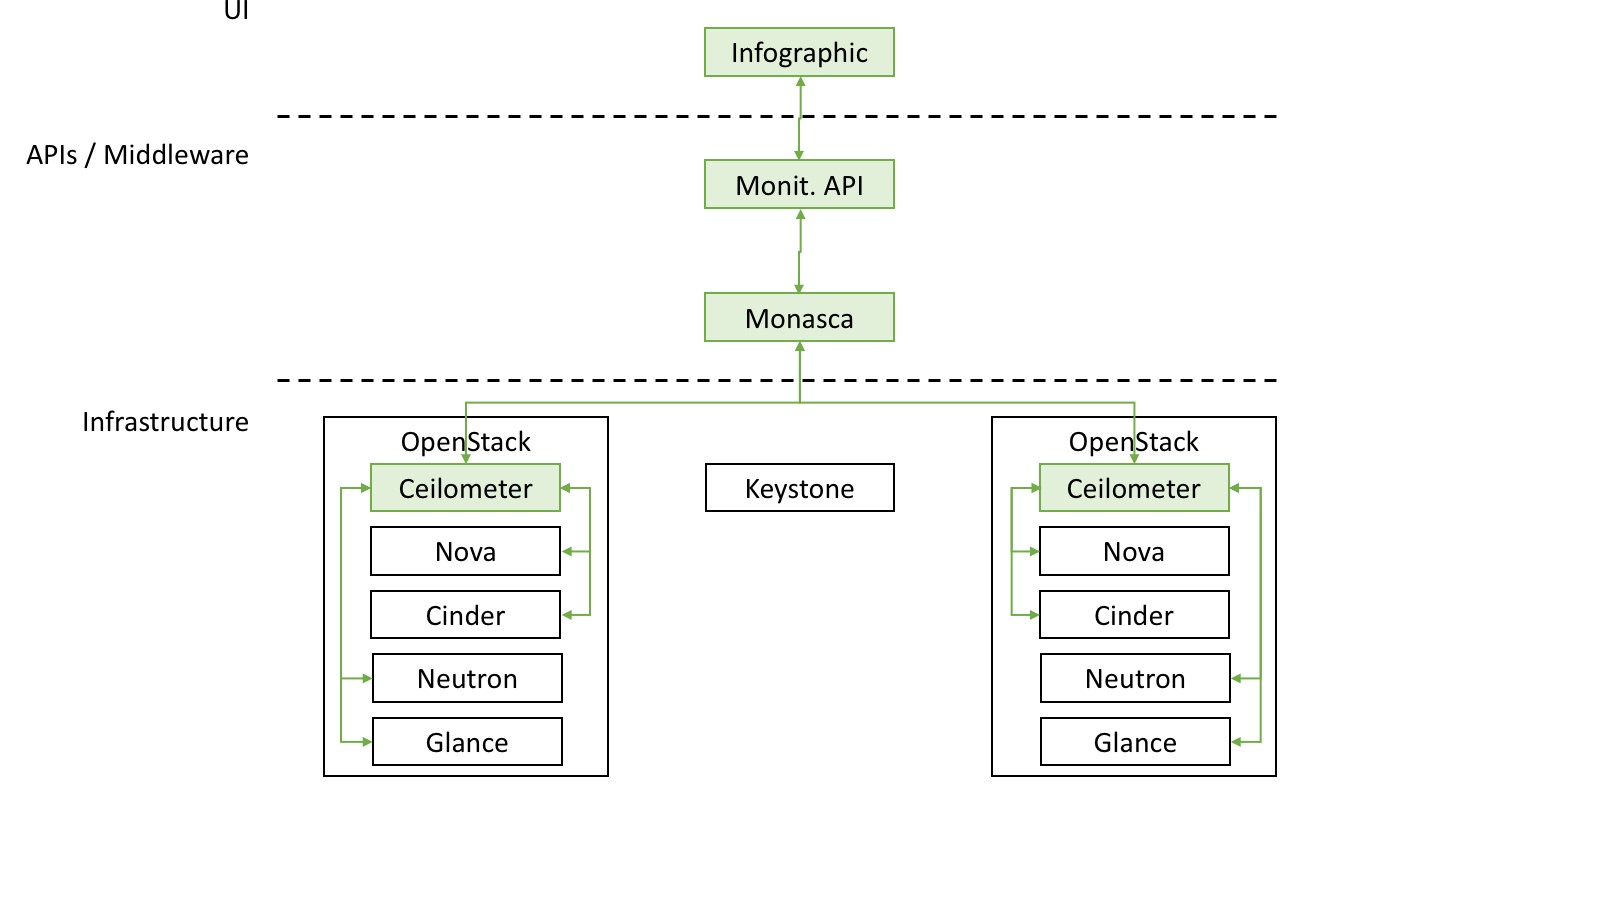 UI
Infographic
APIs / Middleware
Monit. API
Monasca
Infrastructure
OpenStack
Ceilometer
Nova
Cinder
Neutron
Glance
Keystone
OpenStack
Ceilometer
Nova
Cinder
Neutron
Glance